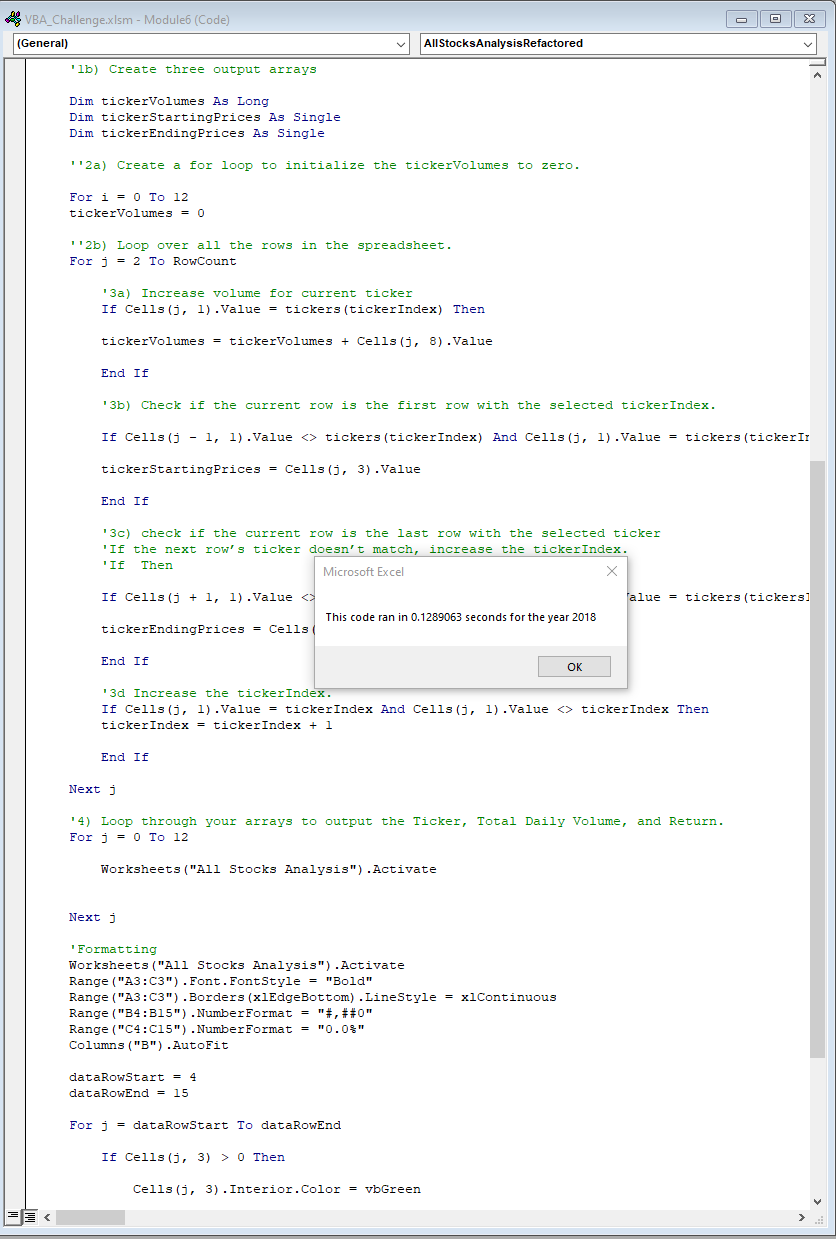 VBA_Challenge.xlsm - Module6 (Code)
(General) AllStocksAnalysisRefactored
'1b) Create three output arrays
Dim tickerVolumes As Long
Dim tickerStartingPrices As Single
Dim tickerEndingPrices As Single
''2a) Create a for loop to initialize the tickerVolumes to zero.
For i = 0 To 12
tickerVolumes = 0
''2b) Loop over all the rows in the spreadsheet.
For j = 2 To RowCount
'3a) Increase volume for current ticker
If Cells(j, 1).Value = tickers(tickerIndex) Then
tickerVolumes = tickerVolumes + Cells(j, 8).Value
End If
'3b) Check if the current row is the first row with the selected tickerIndex.
If Cells(j - 1, 1).Value <> tickers(tickerIndex) And Cells(j, 1).Value = tickers(tickerIn
tickerStartingPrices = Cells(j, 3).Value
End If
'3c) check if the current row is the last row with the selected ticker
'If the next row’s ticker doesn’t match, increase the tickerIndex.
'If  Then
If Cells(j + 1, 1).Value <> alue = tickers(tickersI
tickerEndingPrices = Cells(
End If
'3d Increase the tickerIndex.
If Cells(j, 1).Value = tickerIndex And Cells(j, 1).Value <> tickerIndex Then
tickerIndex = tickerIndex + 1
End If
Next j
'4) Loop through your arrays to output the Ticker, Total Daily Volume, and Return.
For j = 0 To 12
Worksheets("All Stocks Analysis").Activate
Next j
'Formatting
Worksheets("All Stocks Analysis").Activate
Range("A3:C3").Font.FontStyle = "Bold"
Range("A3:C3").Borders(xlEdgeBottom).LineStyle = xlContinuous
Range("B4:B15").NumberFormat = "#,##0"
Range("C4:C15").NumberFormat = "0.0%"
Columns("B").AutoFit
dataRowStart = 4
dataRowEnd = 15
For j = dataRowStart To dataRowEnd
If Cells(j, 3) > 0 Then
Cells(j, 3).Interior.Color = vbGreen
Microsoft Excel
This code ran in 0.1289063 seconds for the year 2018
OK